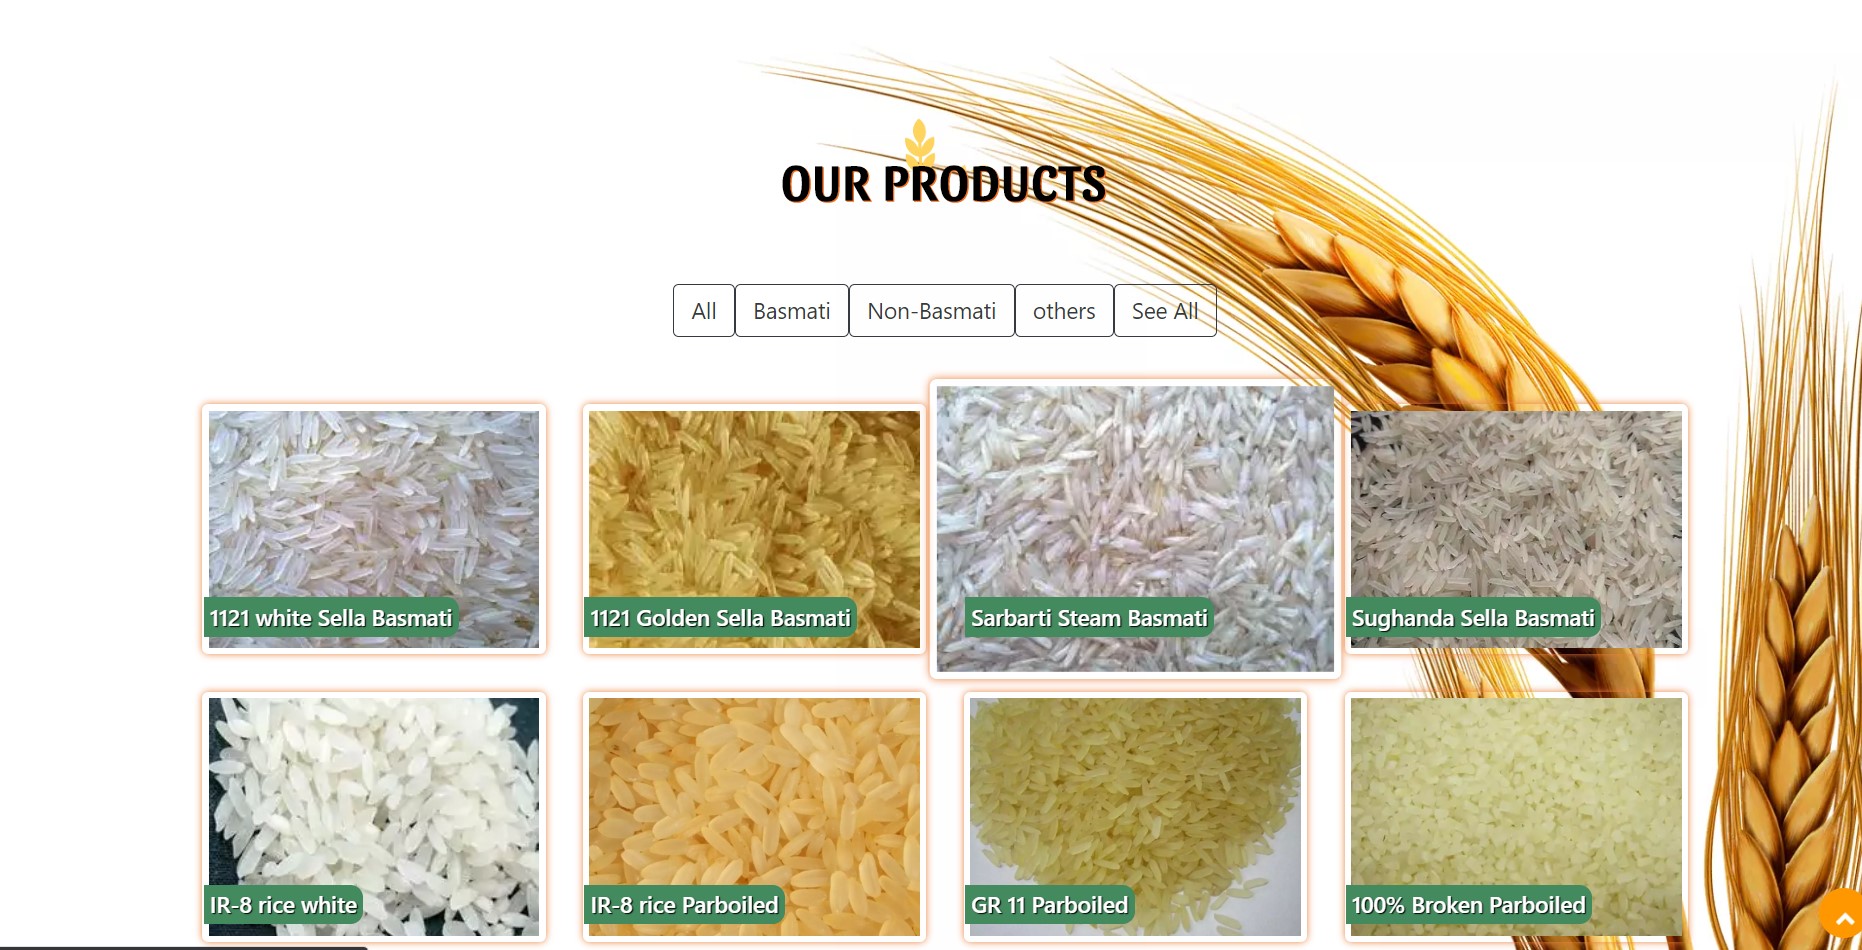 OUR PRODUCTS
All
Basmati
Non-Basmati
others
See All
1121 white Sella Basmati
1121 Golden Sella Basmati
Sarbarti Steam Basmati
Sughanda Sella Basmati
IR-8 rice white
IR-8 rice Parboiled
GR 11 Parboiled
100% Broken Parboiled